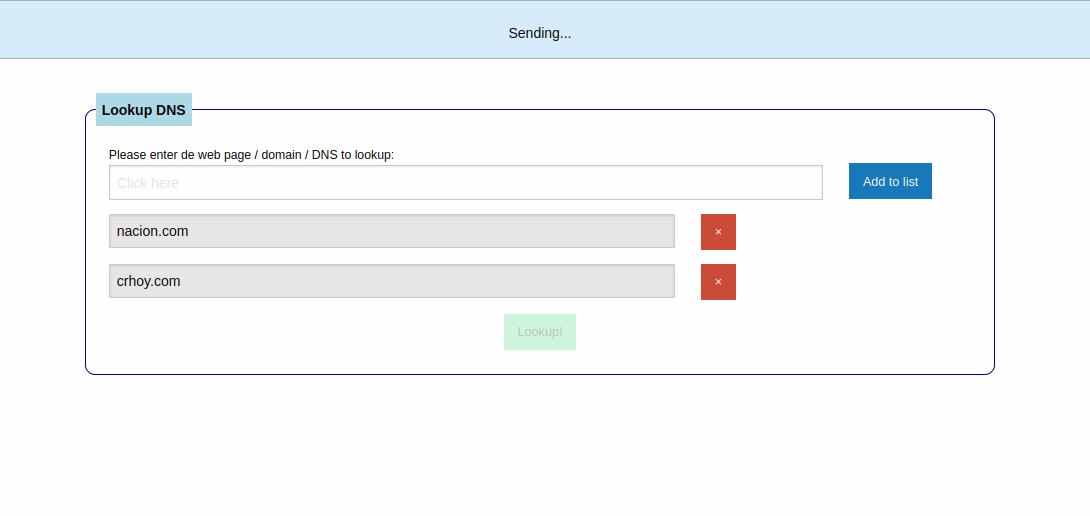 Sending...
Lookup DNS
Please enter de web page / domain / DNS to lookup:
Click here
Add to list
nacion.com
×
crhoy.com
×
Lookup!